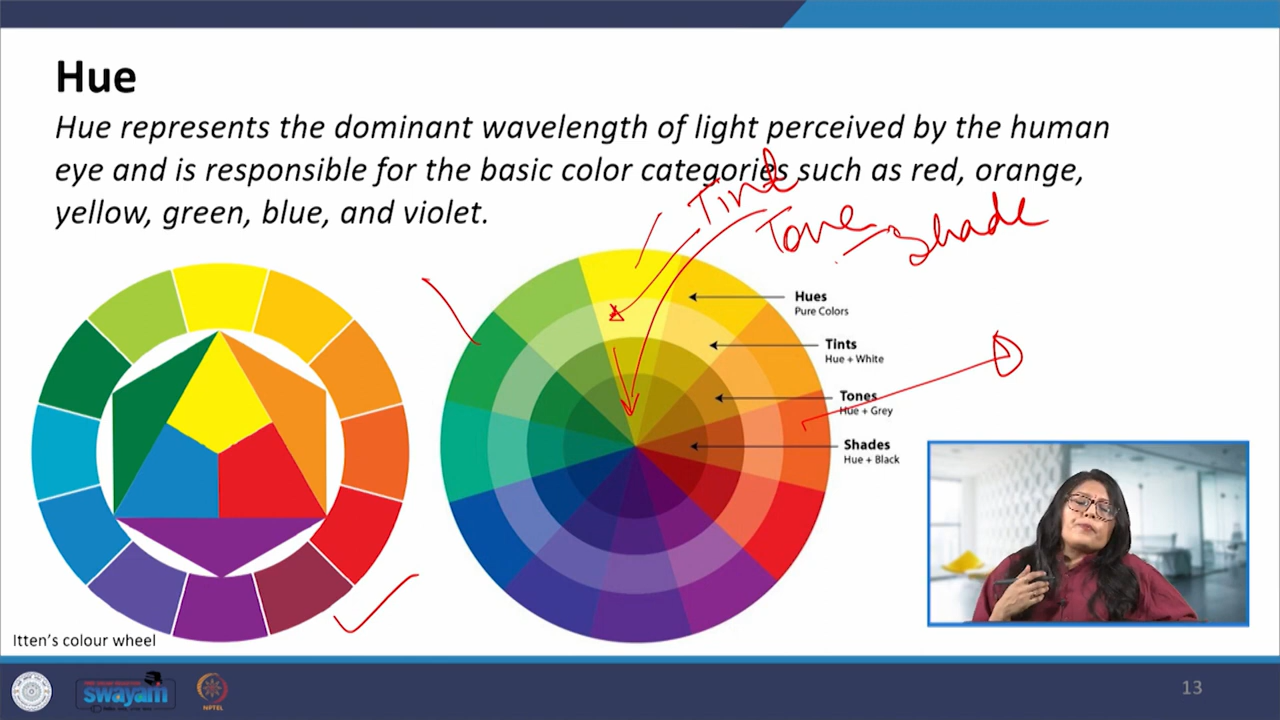 Hue
Hue represents the dominant wavelength of light perceived by the human
eye and is responsible for the basic color categories such as red, orange,
yellow, green, blue, and violet.
Tint
Tone
Shade
Hues
Pure Colors
Tints
Hue + White
Tones
Hue + Grey
Shades
Hue + Black
Itten's colour wheel
swayam
NPTEL
13